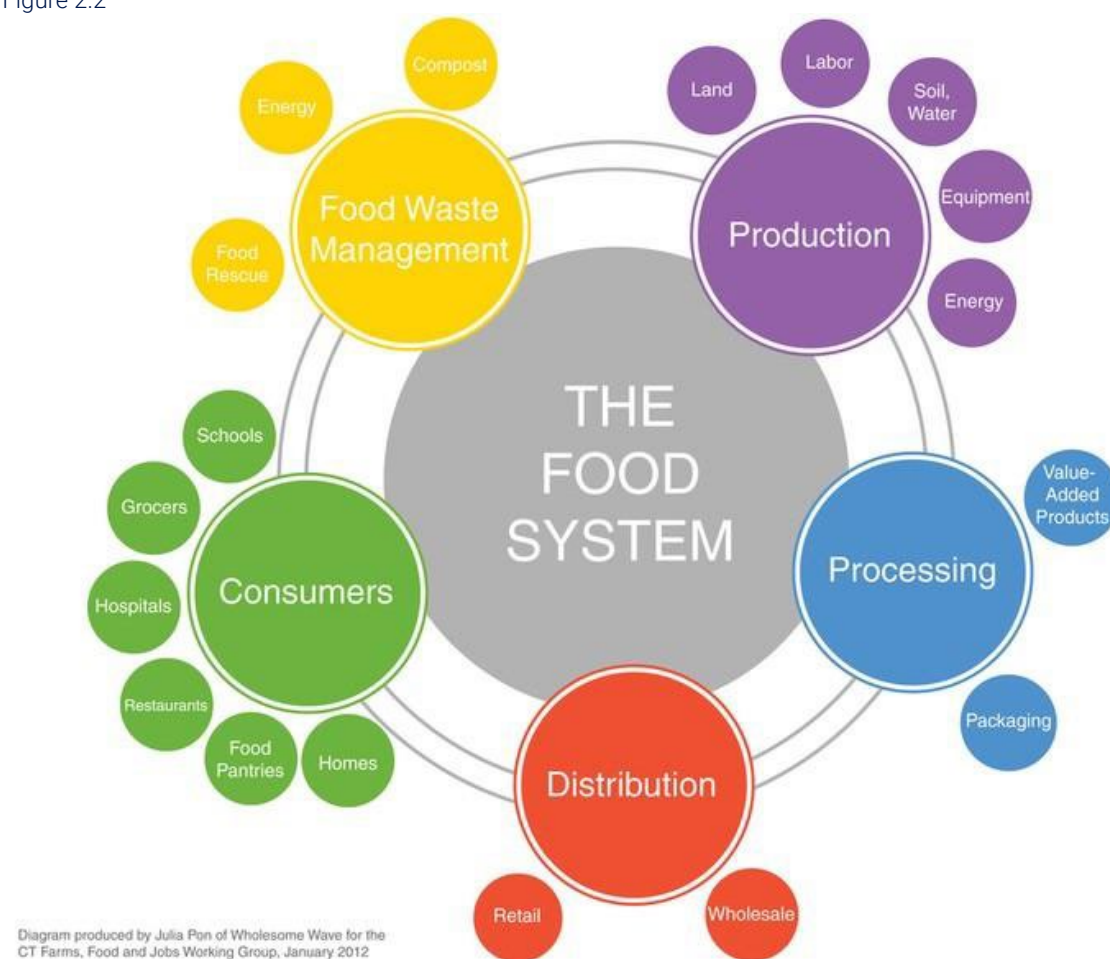 Figure 2.2
Compost
Energy
Food Waste
Management
Food
Rescue
Land
Labor
Soil,
Water
Equipment
Energy
Production
THE
FOOD
SYSTEM
Value-
Added
Products
Processing
Packaging
Distribution
Wholesale
Retail
Schools
Grocers
Hospitals
Restaurants
Food
Pantries
Homes
Consumers
Diagram produced by Julia Pon of Wholesome Wave for the
CT Farms, Food and Jobs Working Group, January 2012